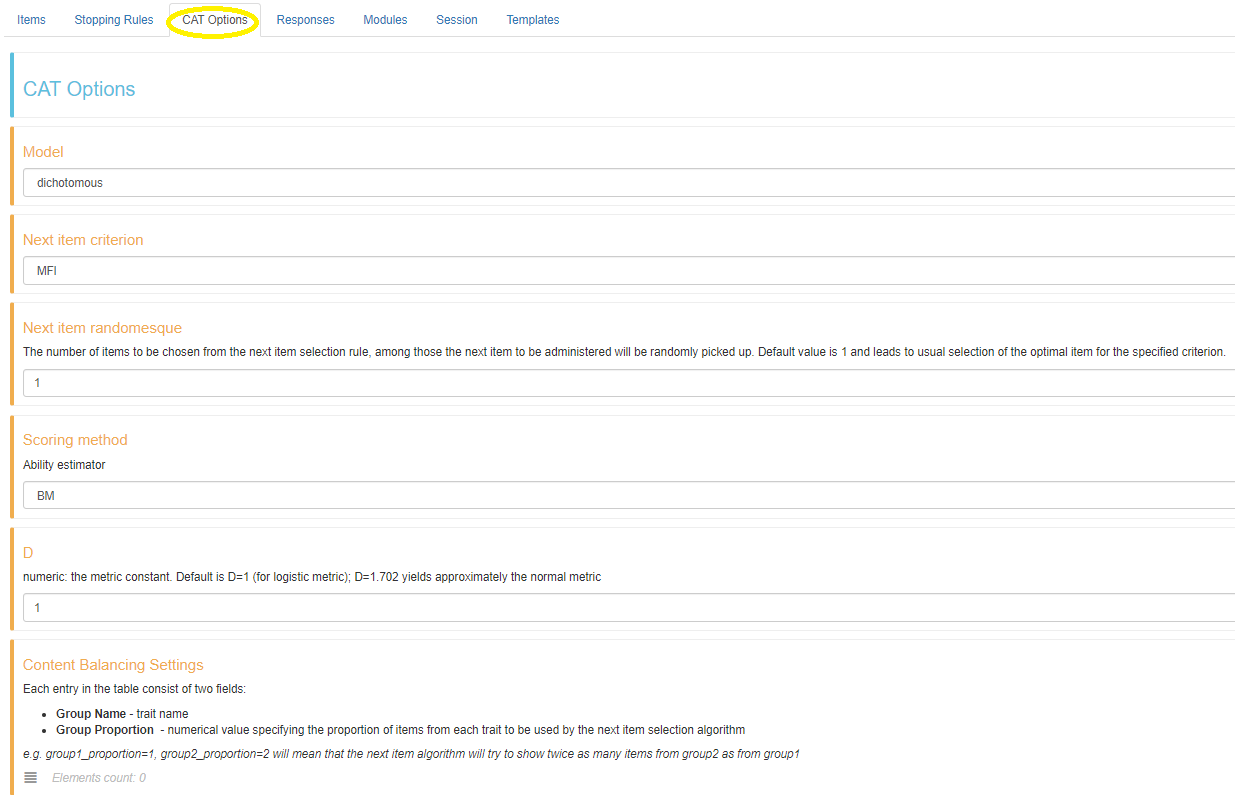 Items Stopping Rules CAT Options Responses Modules Session Templates
CAT Options
Model
dichotomous
Next item criterion
MFI
Next item randomesque
The number of items to be chosen from the next item selection rule, among those the next item to be administered will be randomly picked up. Default value is 1 and leads to usual selection of the optimal item for the specified criterion.
1
Scoring method
Ability estimator
BM
D
numeric: the metric constant. Default is D=1 (for logistic metric); D=1.702 yields approximately the normal metric
1
Content Balancing Settings
Each entry in the table consist of two fields:
• Group Name - trait name
• Group Proportion - numerical value specifying the proportion of items from each trait to be used by the next item selection algorithm
e.g. group1_proportion=1, group2_proportion=2 will mean that the next item algorithm will try to show twice as many items from group2 as from group1
Elements count: 0